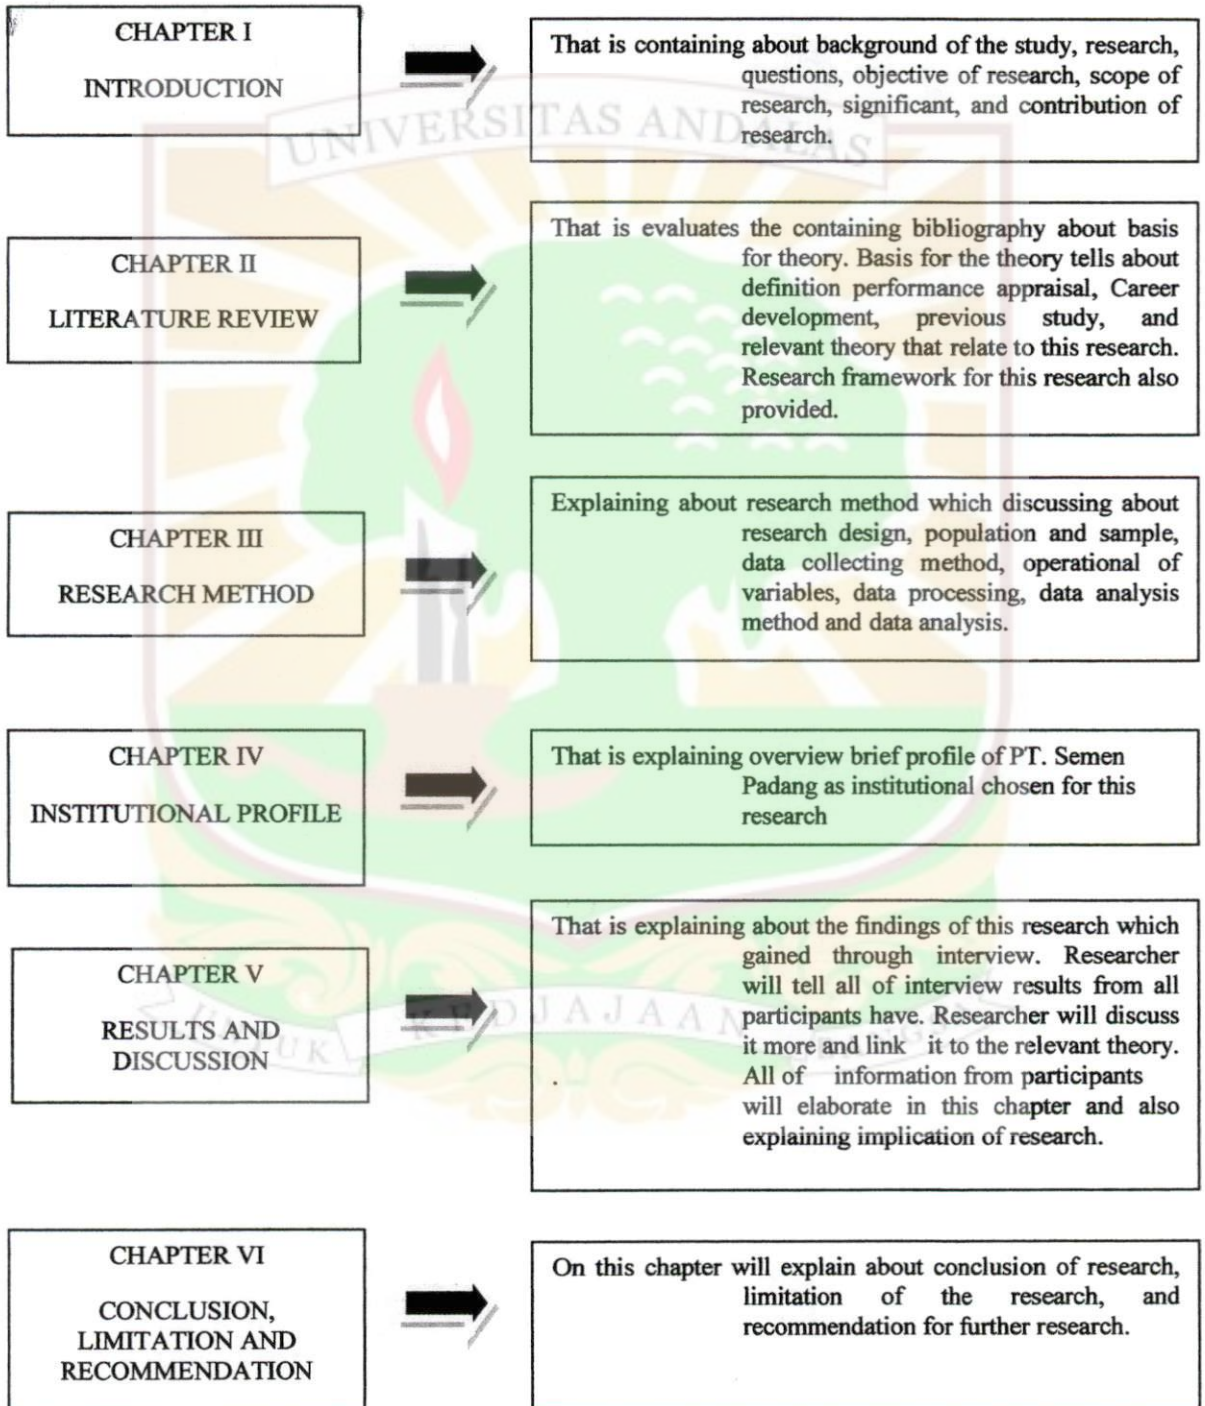 CHAPTER I
INTRODUCTION
That is containing about background of the study, research,
questions, objective of research, scope of
research, significant, and contribution of
research.
UNIVERSITAS ANDALAS
CHAPTER II
LITERATURE REVIEW
That is evaluates the containing bibliography about basis
for theory. Basis for the theory tells about
definition performance appraisal, Career
development, previous study, and
relevant theory that relate to this research.
Research framework for this research also
provided.
CHAPTER III
RESEARCH METHOD
Explaining about research method which discussing about
research design, population and sample,
data collecting method, operational of
variables, data processing, data analysis
method and data analysis.
CHAPTER IV
INSTITUTIONAL PROFILE
That is explaining overview brief profile of PT. Semen
Padang as institutional chosen for this
research
CHAPTER V
RESULTS AND
DISCUSSION
That is explaining about the findings of this research which
gained through interview. Researcher
will tell all of interview results from all
participants have. Researcher will discuss
it more and link it to the relevant theory.
All of information from participants
will elaborate in this chapter and also
explaining implication of research.
UNTUK KEDJAJAAN BANGSA
CHAPTER VI
CONCLUSION,
LIMITATION AND
RECOMMENDATION
On this chapter will explain about conclusion of research,
limitation of the research, and
recommendation for further research.